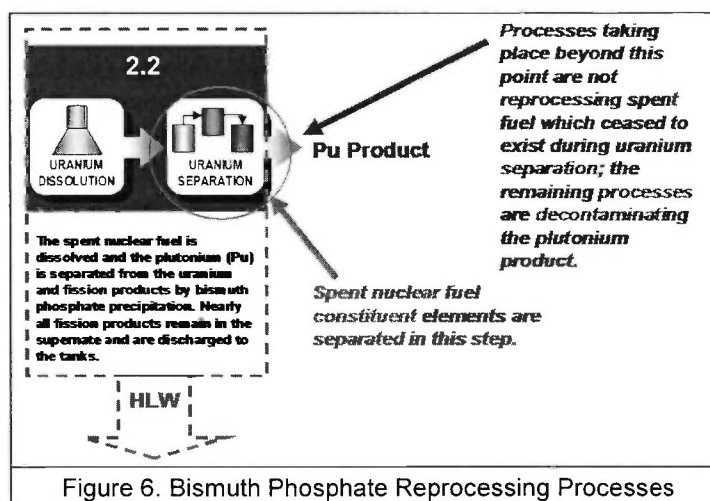 2.2
URANIUM
DISSOLUTION
URANIUM
SEPARATION
Pu Product
Processes taking
place beyond this
point are not
reprocessing spent
fuel which ceased to
exist during uranium
separation; the
remaining processes
are decontaminating
the plutonium
product.
The spent nuclear fuel is
dissolved and the plutonium (Pu)
is separated from the uranium
and fission products by bismuth
phosphate precipitation. Nearly
all fission products remain in the
supernate and are discharged to
the tanks.
Spent nuclear fuel
constituent elements are
separated in this step.
HLW
Figure 6. Bismuth Phosphate Reprocessing Processes